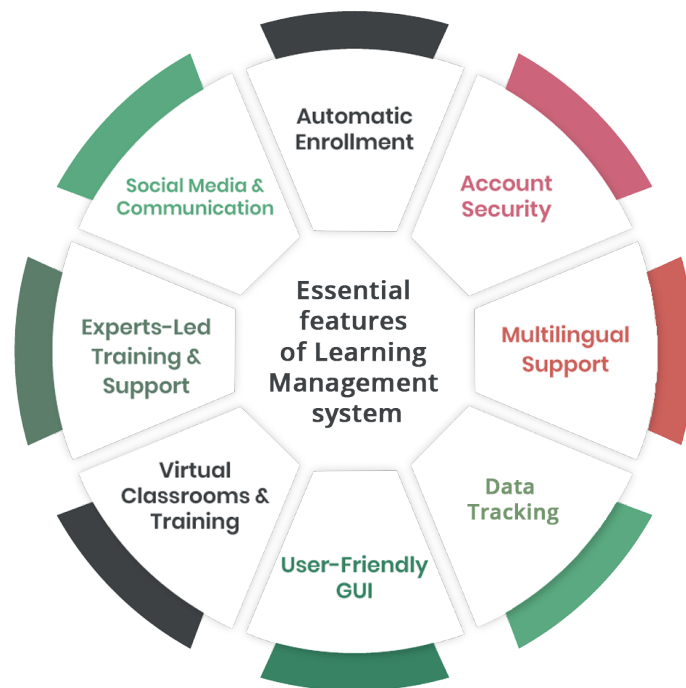 Automatic
Enrollment
Account
Security
Multilingual
Support
Data
Tracking
User-Friendly
GUI
Virtual
Classrooms &
Training
Experts-Led
Training &
Support
Social Media &
Communication
Essential
features
of Learning
Management
system